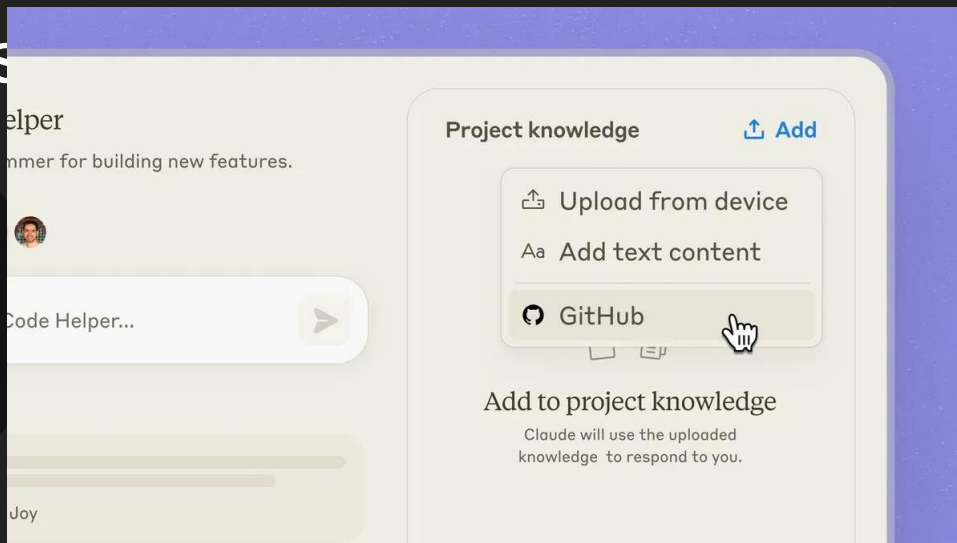 elper
mmer for building new features.
Code Helper...
Joy
Project knowledge
Add
Upload from device
Aa Add text content
GitHub
Add to project knowledge
Claude will use the uploaded
knowledge to respond to you.